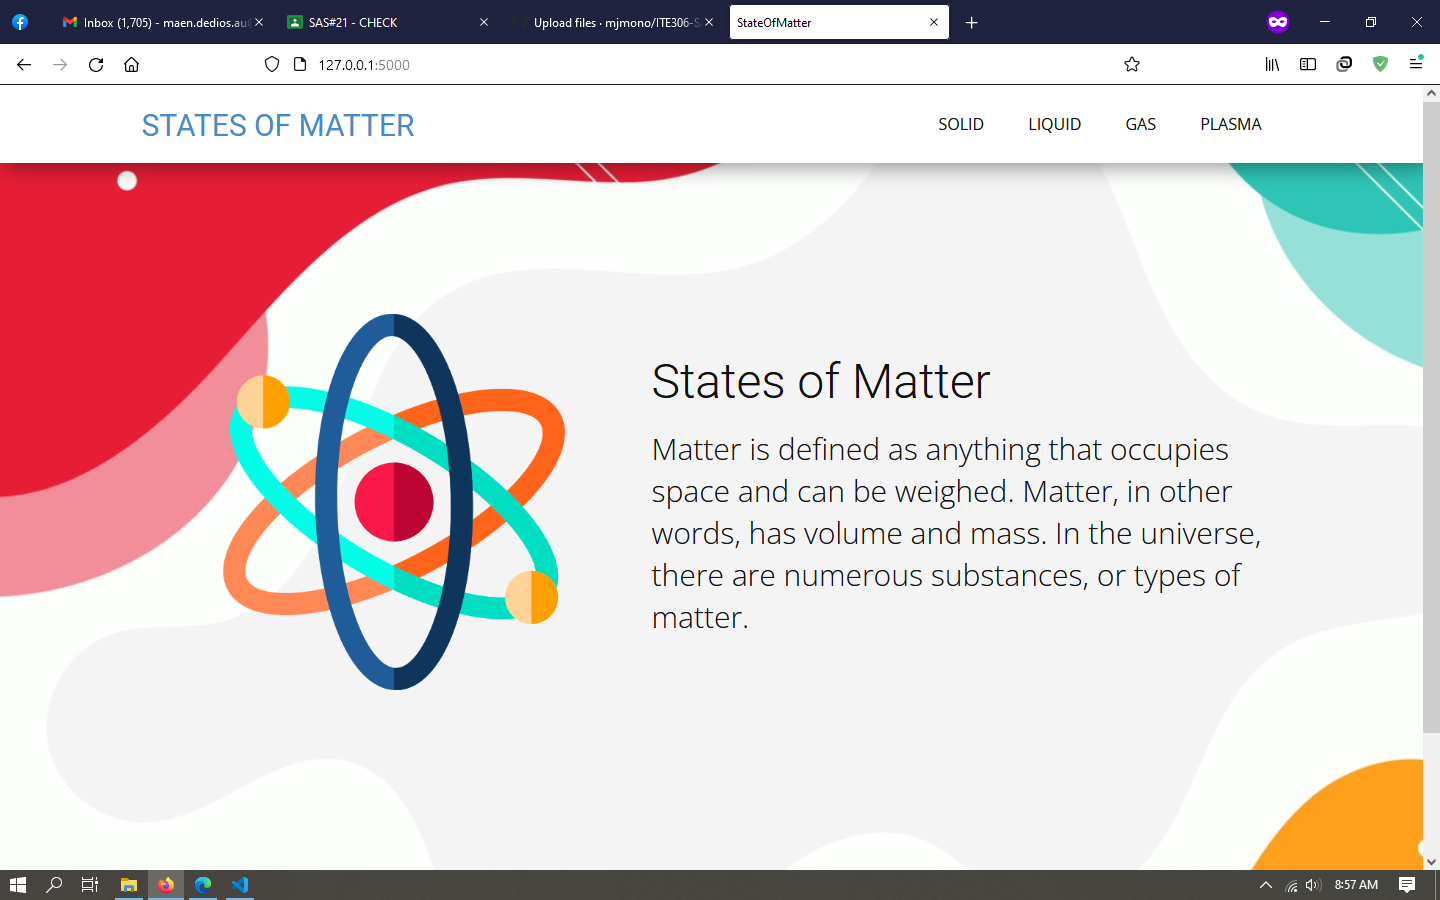 Inbox (1,705) - maen.dedios.au
SAS#21 - CHECK
Upload files · mjmono/ITE306-S
StateOfMatter
127.0.0.1:5000
STATES OF MATTER
SOLID LIQUID GAS PLASMA
States of Matter
Matter is defined as anything that occupies
space and can be weighed. Matter, in other
words, has volume and mass. In the universe,
there are numerous substances, or types of
matter.
8:57 AM